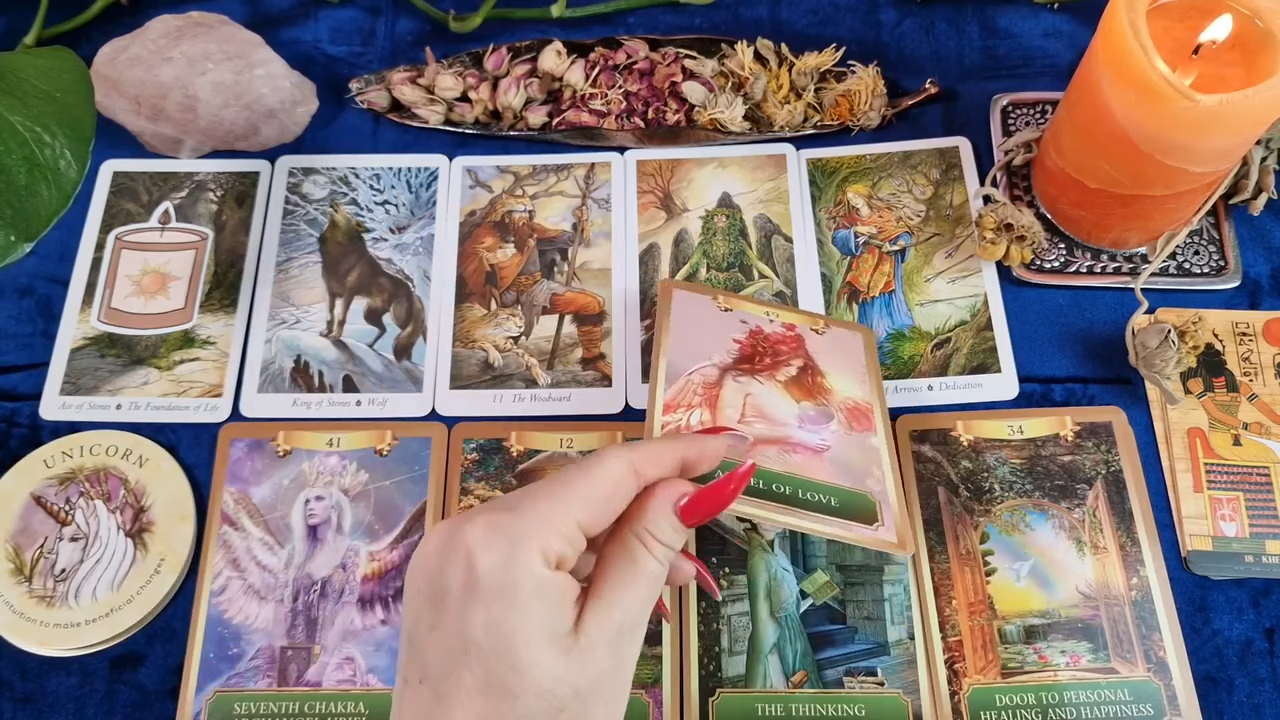 Ace of Stones The Foundation of Life
King of Stones Wolf
11 The Woodward
of Arrows Dedication
UNICORN
intuition to make beneficial changes.
41
SEVENTH CHAKRA,
ARCHANGEL URIEL
12
49
OF LOVE
THE THINKING
34
DOOR TO PERSONAL
HEALING AND HAPPINESS
18 - KHE